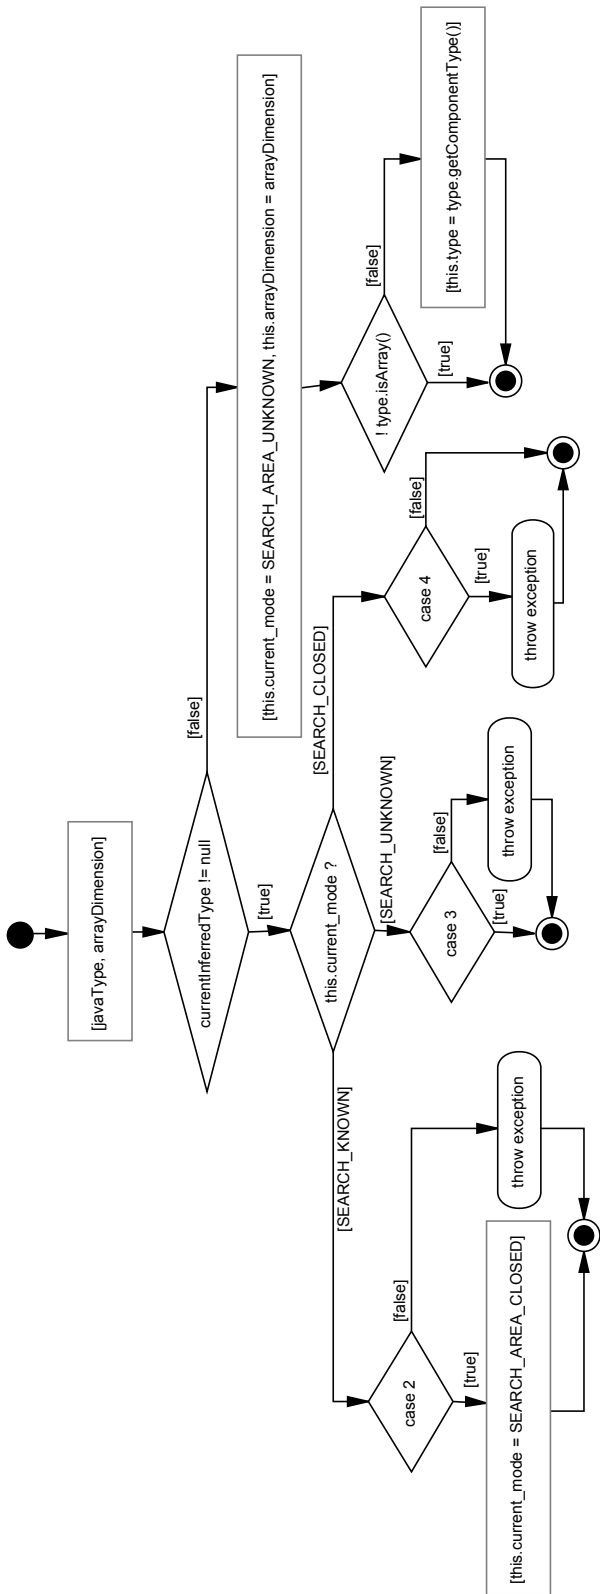 [javaType, arrayDimension]
currentInferredType != null
[false]
[true]
[this.current_mode = SEARCH_AREA_UNKNOWN, this.arrayDimension = arrayDimension]
! type.isArray()
[false]
[true]
[this.type = type.getComponentType()]
this.current_mode ?
[SEARCH_KNOWN]
[SEARCH_UNKNOWN]
[SEARCH_CLOSED]
case 2
[false]
[true]
throw exception
[this.current_mode = SEARCH_AREA_CLOSED]
case 3
[false]
[true]
throw exception
case 4
[false]
[true]
throw exception